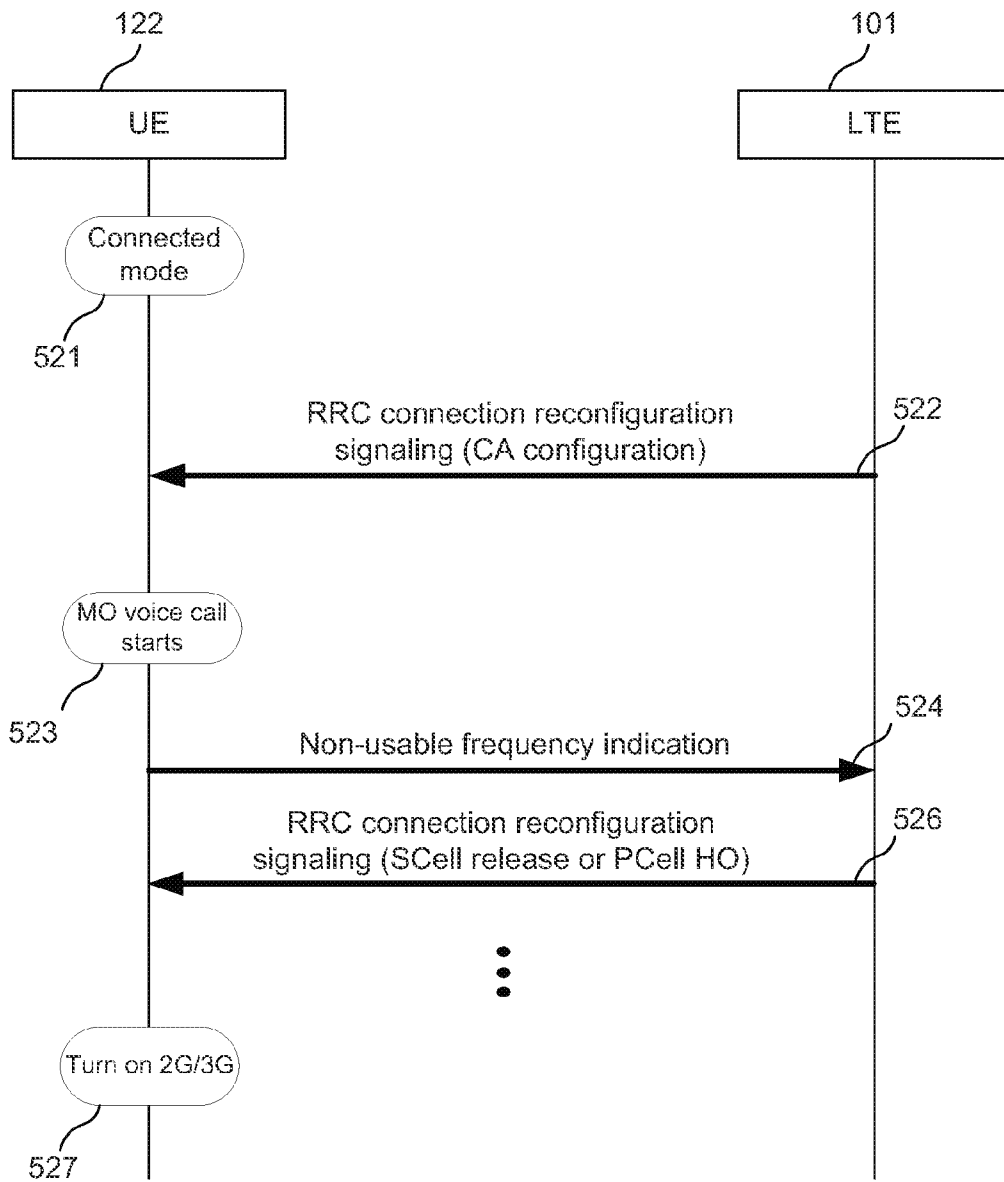 122
101
UE
LTE
Connected
mode
521
RRC connection reconfiguration
signaling (CA configuration)
522
MO voice call
starts
523
Non-usable frequency indication
524
RRC connection reconfiguration
signaling (SCell release or PCell HO)
526
Turn on 2G/3G
527